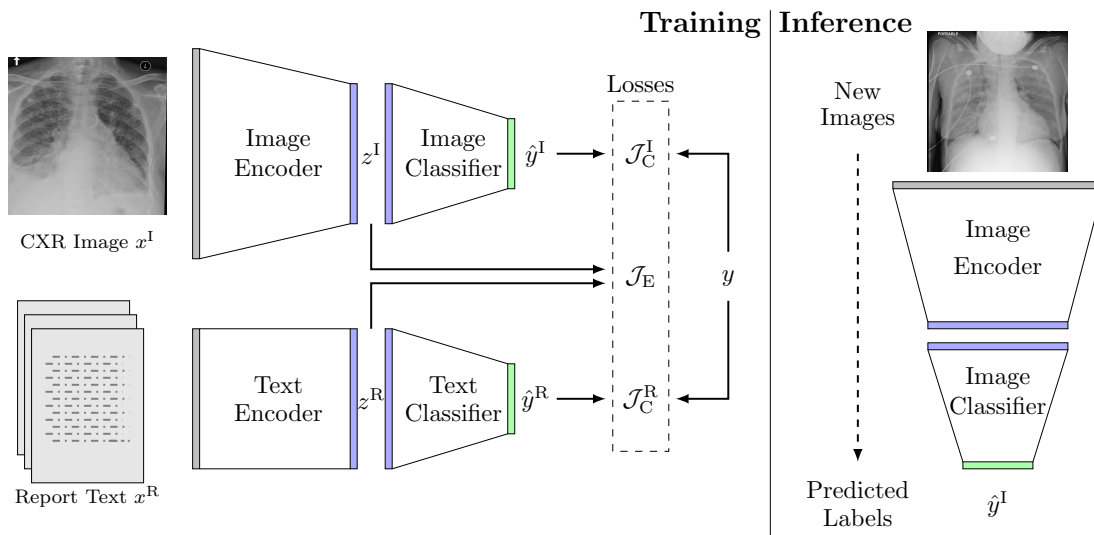 Training
Inference
Losses
Image
Encoder
z^I
Image
Classifier
ŷ^I
𝒥_C^I
CXR Image x^I
𝒥_E
y
Text
Encoder
z^R
Text
Classifier
ŷ^R
𝒥_C^R
Report Text x^R
PORTABLE
New
Images
Image
Encoder
Image
Classifier
Predicted
Labels
ŷ^I